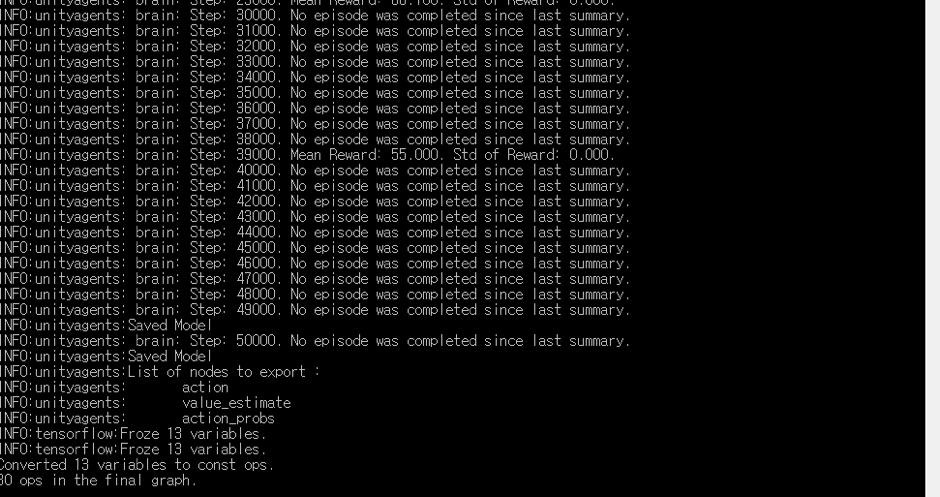 INFO:unityagents: brain: Step: 29000. Mean Reward: 60.100. Std of Reward: 0.000.
INFO:unityagents: brain: Step: 30000. No episode was completed since last summary.
INFO:unityagents: brain: Step: 31000. No episode was completed since last summary.
INFO:unityagents: brain: Step: 32000. No episode was completed since last summary.
INFO:unityagents: brain: Step: 33000. No episode was completed since last summary.
INFO:unityagents: brain: Step: 34000. No episode was completed since last summary.
INFO:unityagents: brain: Step: 35000. No episode was completed since last summary.
INFO:unityagents: brain: Step: 36000. No episode was completed since last summary.
INFO:unityagents: brain: Step: 37000. No episode was completed since last summary.
INFO:unityagents: brain: Step: 38000. No episode was completed since last summary.
INFO:unityagents: brain: Step: 39000. Mean Reward: 55.000. Std of Reward: 0.000.
INFO:unityagents: brain: Step: 40000. No episode was completed since last summary.
INFO:unityagents: brain: Step: 41000. No episode was completed since last summary.
INFO:unityagents: brain: Step: 42000. No episode was completed since last summary.
INFO:unityagents: brain: Step: 43000. No episode was completed since last summary.
INFO:unityagents: brain: Step: 44000. No episode was completed since last summary.
INFO:unityagents: brain: Step: 45000. No episode was completed since last summary.
INFO:unityagents: brain: Step: 46000. No episode was completed since last summary.
INFO:unityagents: brain: Step: 47000. No episode was completed since last summary.
INFO:unityagents: brain: Step: 48000. No episode was completed since last summary.
INFO:unityagents: brain: Step: 49000. No episode was completed since last summary.
INFO:unityagents:Saved Model
INFO:unityagents: brain: Step: 50000. No episode was completed since last summary.
INFO:unityagents:Saved Model
INFO:unityagents:List of nodes to export :
INFO:unityagents: action
INFO:unityagents: value_estimate
INFO:unityagents: action_probs
INFO:tensorflow:Froze 13 variables.
INFO:tensorflow:Froze 13 variables.
Converted 13 variables to const ops.
80 ops in the final graph.